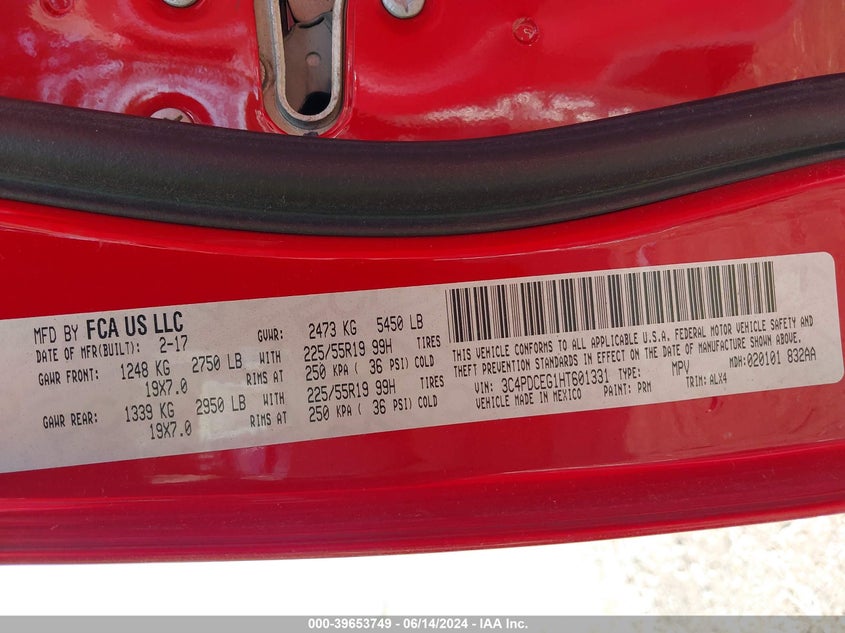 MFD BY FCA US LLC
DATE OF MFR(BUILT): 2-17
GVWR: 2473 KG 5450 LB
GAWR FRONT: 1248 KG 2750 LB WITH 225/55R19 99H TIRES
19X7.0 RIMS AT 250 KPA ( 36 PSI) COLD
GAWR REAR: 1339 KG 2950 LB WITH 225/55R19 99H TIRES
19X7.0 RIMS AT 250 KPA ( 36 PSI) COLD
THIS VEHICLE CONFORMS TO ALL APPLICABLE U.S.A. FEDERAL MOTOR VEHICLE SAFETY AND
THEFT PREVENTION STANDARDS IN EFFECT ON THE DATE OF MANUFACTURE SHOWN ABOVE.
VIN: 3C4PDCEG1HT601331 TYPE: MPV MDH:020101 832AA
VEHICLE MADE IN MEXICO PAINT: PRM TRIM: ALX4
000-39653749 - 06/14/2024 - IAA Inc.